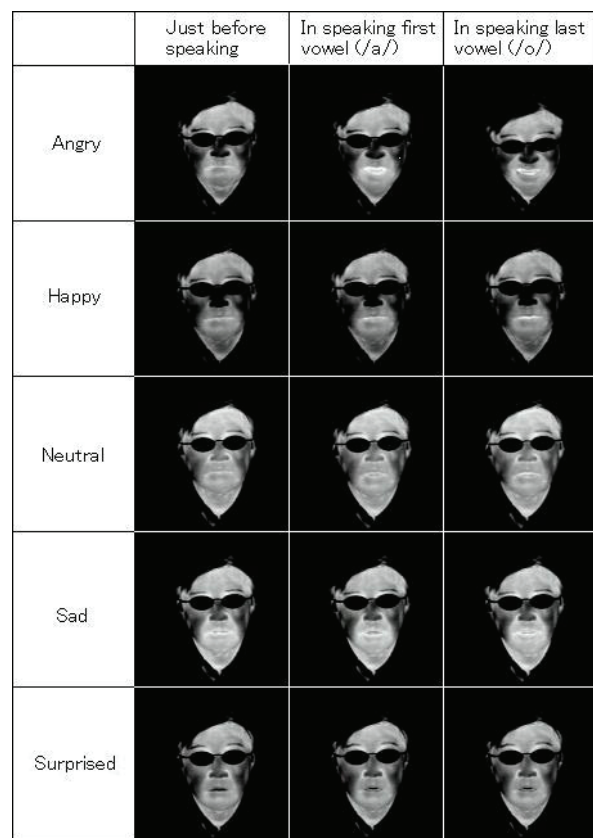 Just before
speaking
In speaking first
vowel (/a/)
In speaking last
vowel (/o/)
Angry
Happy
Neutral
Sad
Surprised